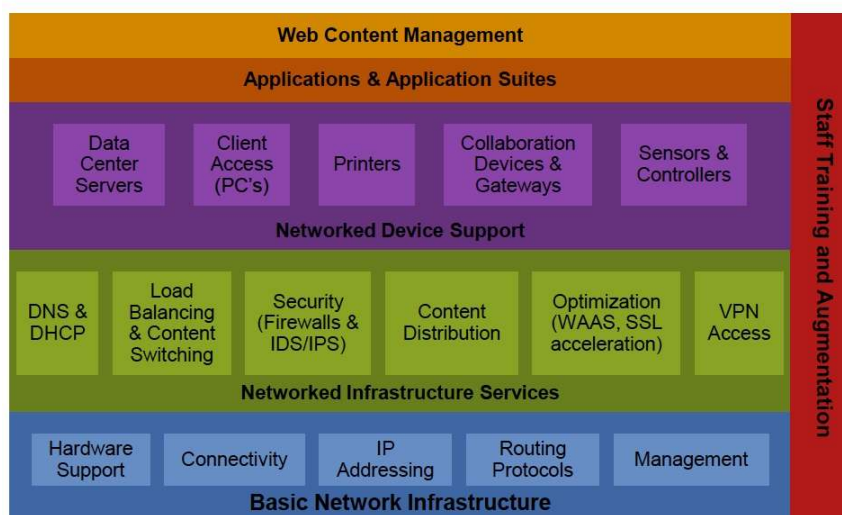 Web Content Management
Applications & Application Suites
Data
Center
Servers
Client
Access
(PC's)
Printers
Collaboration
Devices &
Gateways
Sensors &
Controllers
Networked Device Support
DNS &
DHCP
Load
Balancing
& Content
Switching
Security
(Firewalls &
IDS/IPS)
Content
Distribution
Optimization
(WAAS, SSL
acceleration)
VPN
Access
Networked Infrastructure Services
Hardware
Support
Connectivity
IP
Addressing
Routing
Protocols
Management
Basic Network Infrastructure
Staff Training and Augmentation